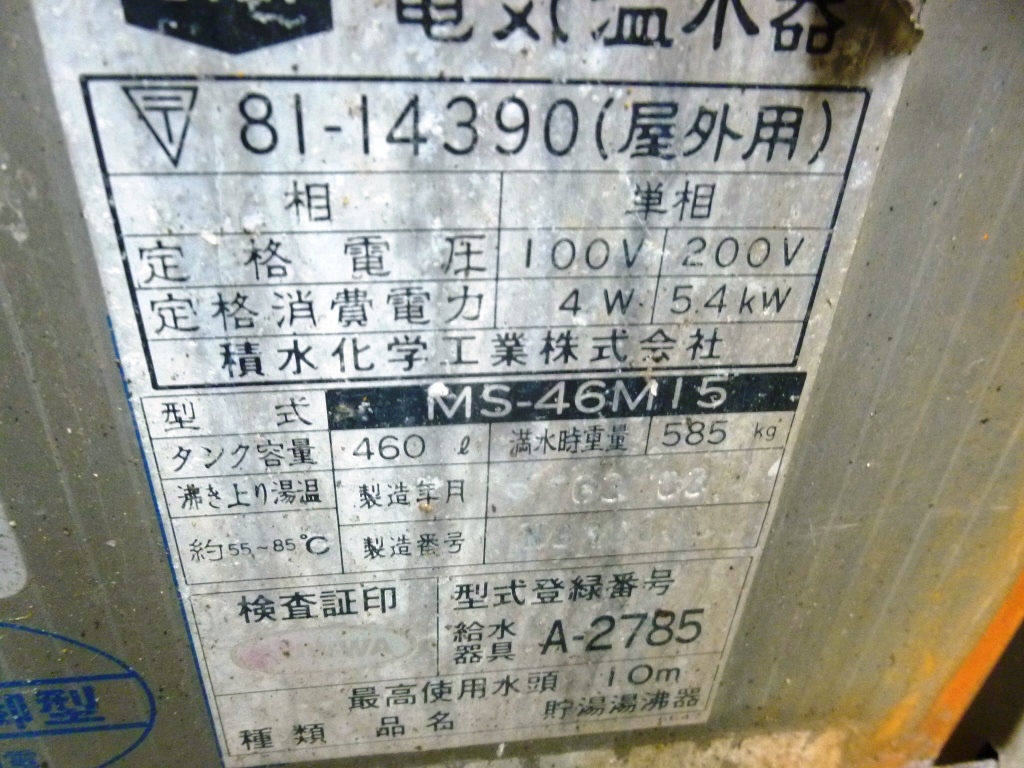 電気温水器
〒 81-14390(屋外用)
相 単相
定格電圧 100V 200V
定格消費電力 4W 5.4kW
積水化学工業株式会社
型式 MS-46M15
タンク容量 460ℓ 満水時重量 585kg
沸き上り湯温 製造年月
約55~85℃ 製造番号
検査証印 型式登録番号
給水器具 A-2785
最高使用水頭 10m
種類 品名 貯湯湯沸器